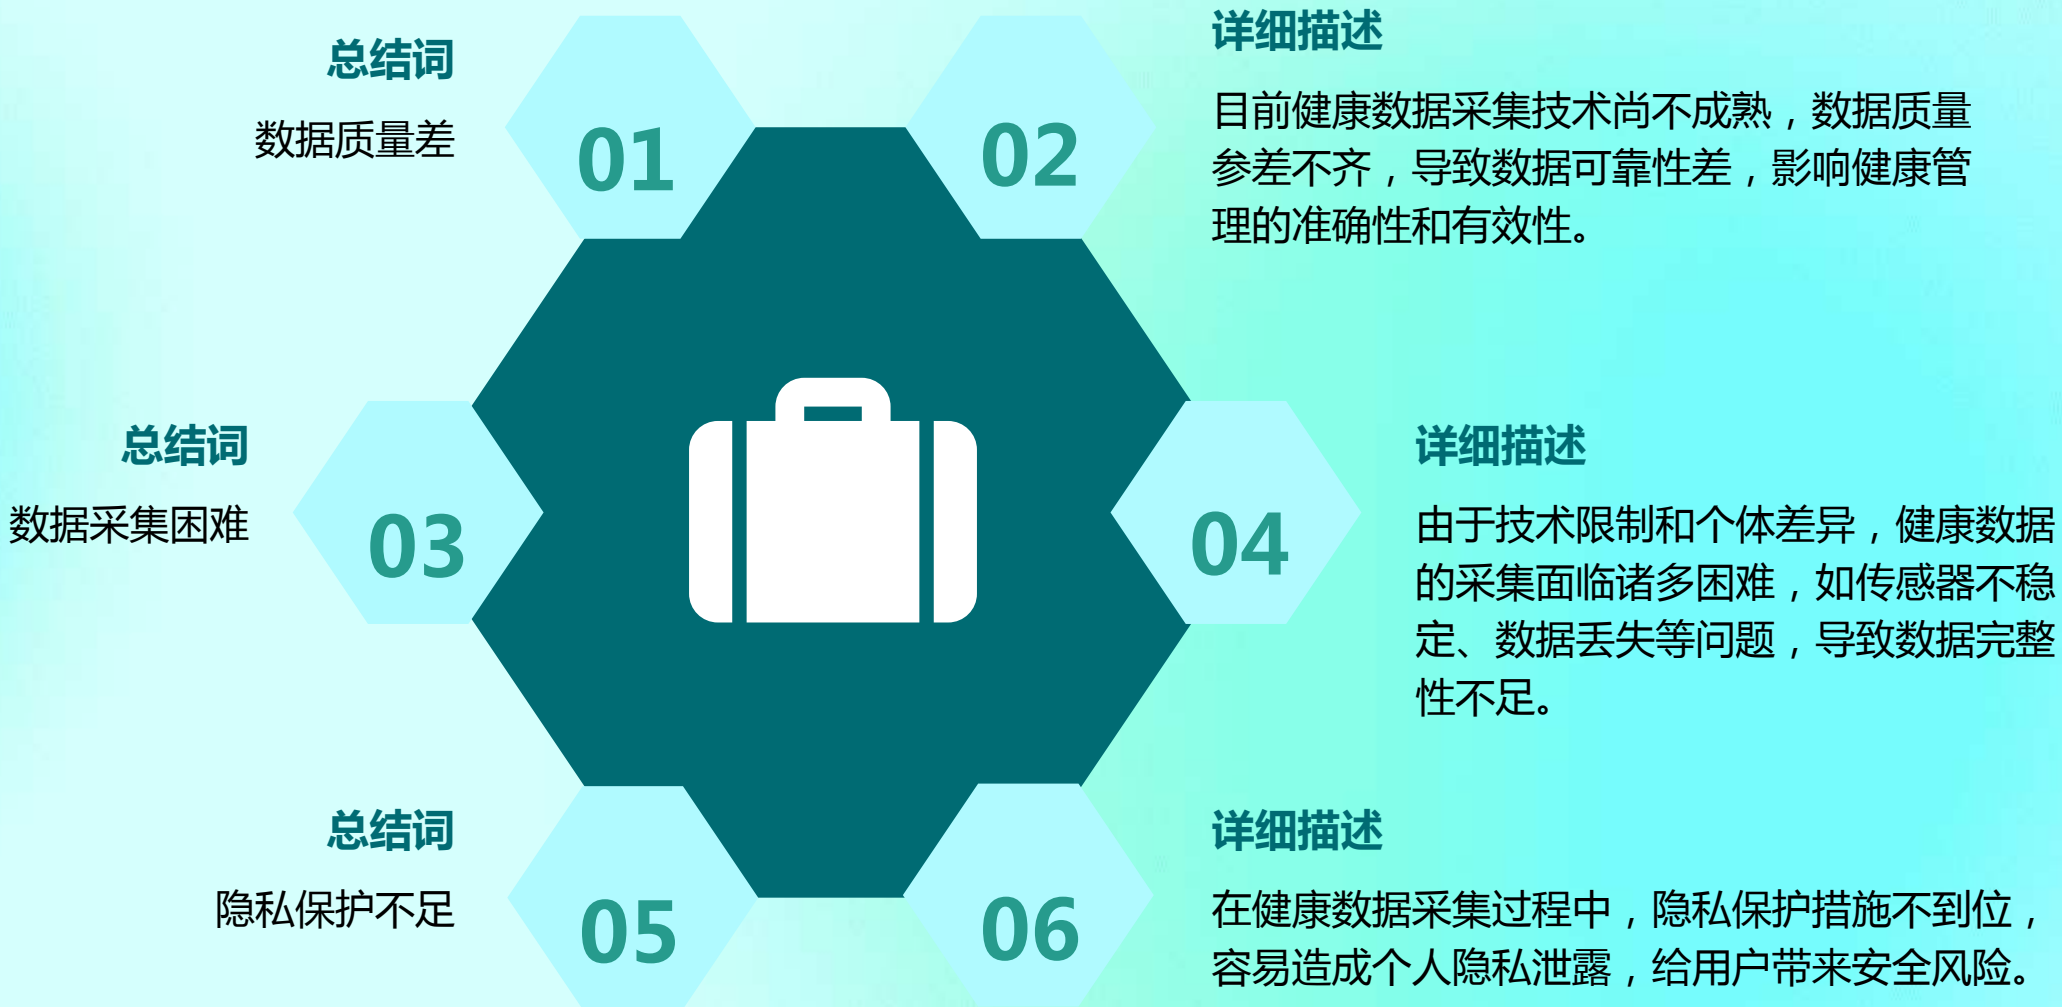 总结词
数据质量差
01
02
详细描述
目前健康数据采集技术尚不成熟，数据质量
参差不齐，导致数据可靠性差，影响健康管
理的准确性和有效性。
总结词
数据采集困难
03
04
详细描述
由于技术限制和个体差异，健康数据
的采集面临诸多困难，如传感器不稳
定、数据丢失等问题，导致数据完整
性不足。
总结词
隐私保护不足
05
06
详细描述
在健康数据采集过程中，隐私保护措施不到位，
容易造成个人隐私泄露，给用户带来安全风险。